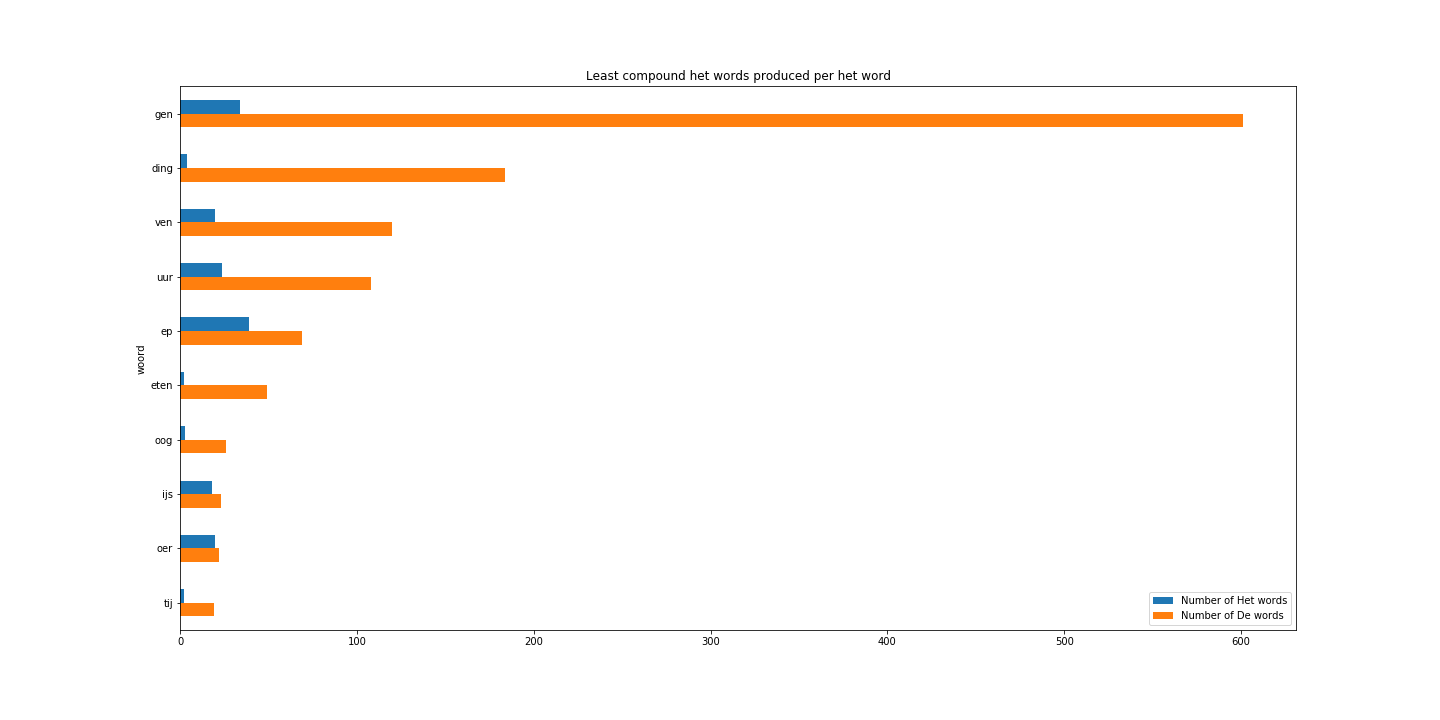 Least compound het words produced per het word
gen
ding
ven
uur
ep
woord
eten
oog
ijs
oer
tij
Number of Het words
Number of De words
0 100 200 300 400 500 600